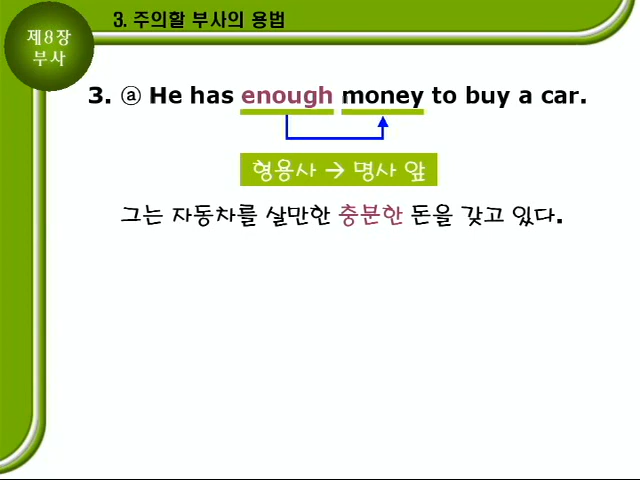 제8장
부사
3. 주의할 부사의 용법
3. ⓐ He has enough money to buy a car.
형용사 → 명사 앞
그는 자동차를 살만한 충분한 돈을 갖고 있다.